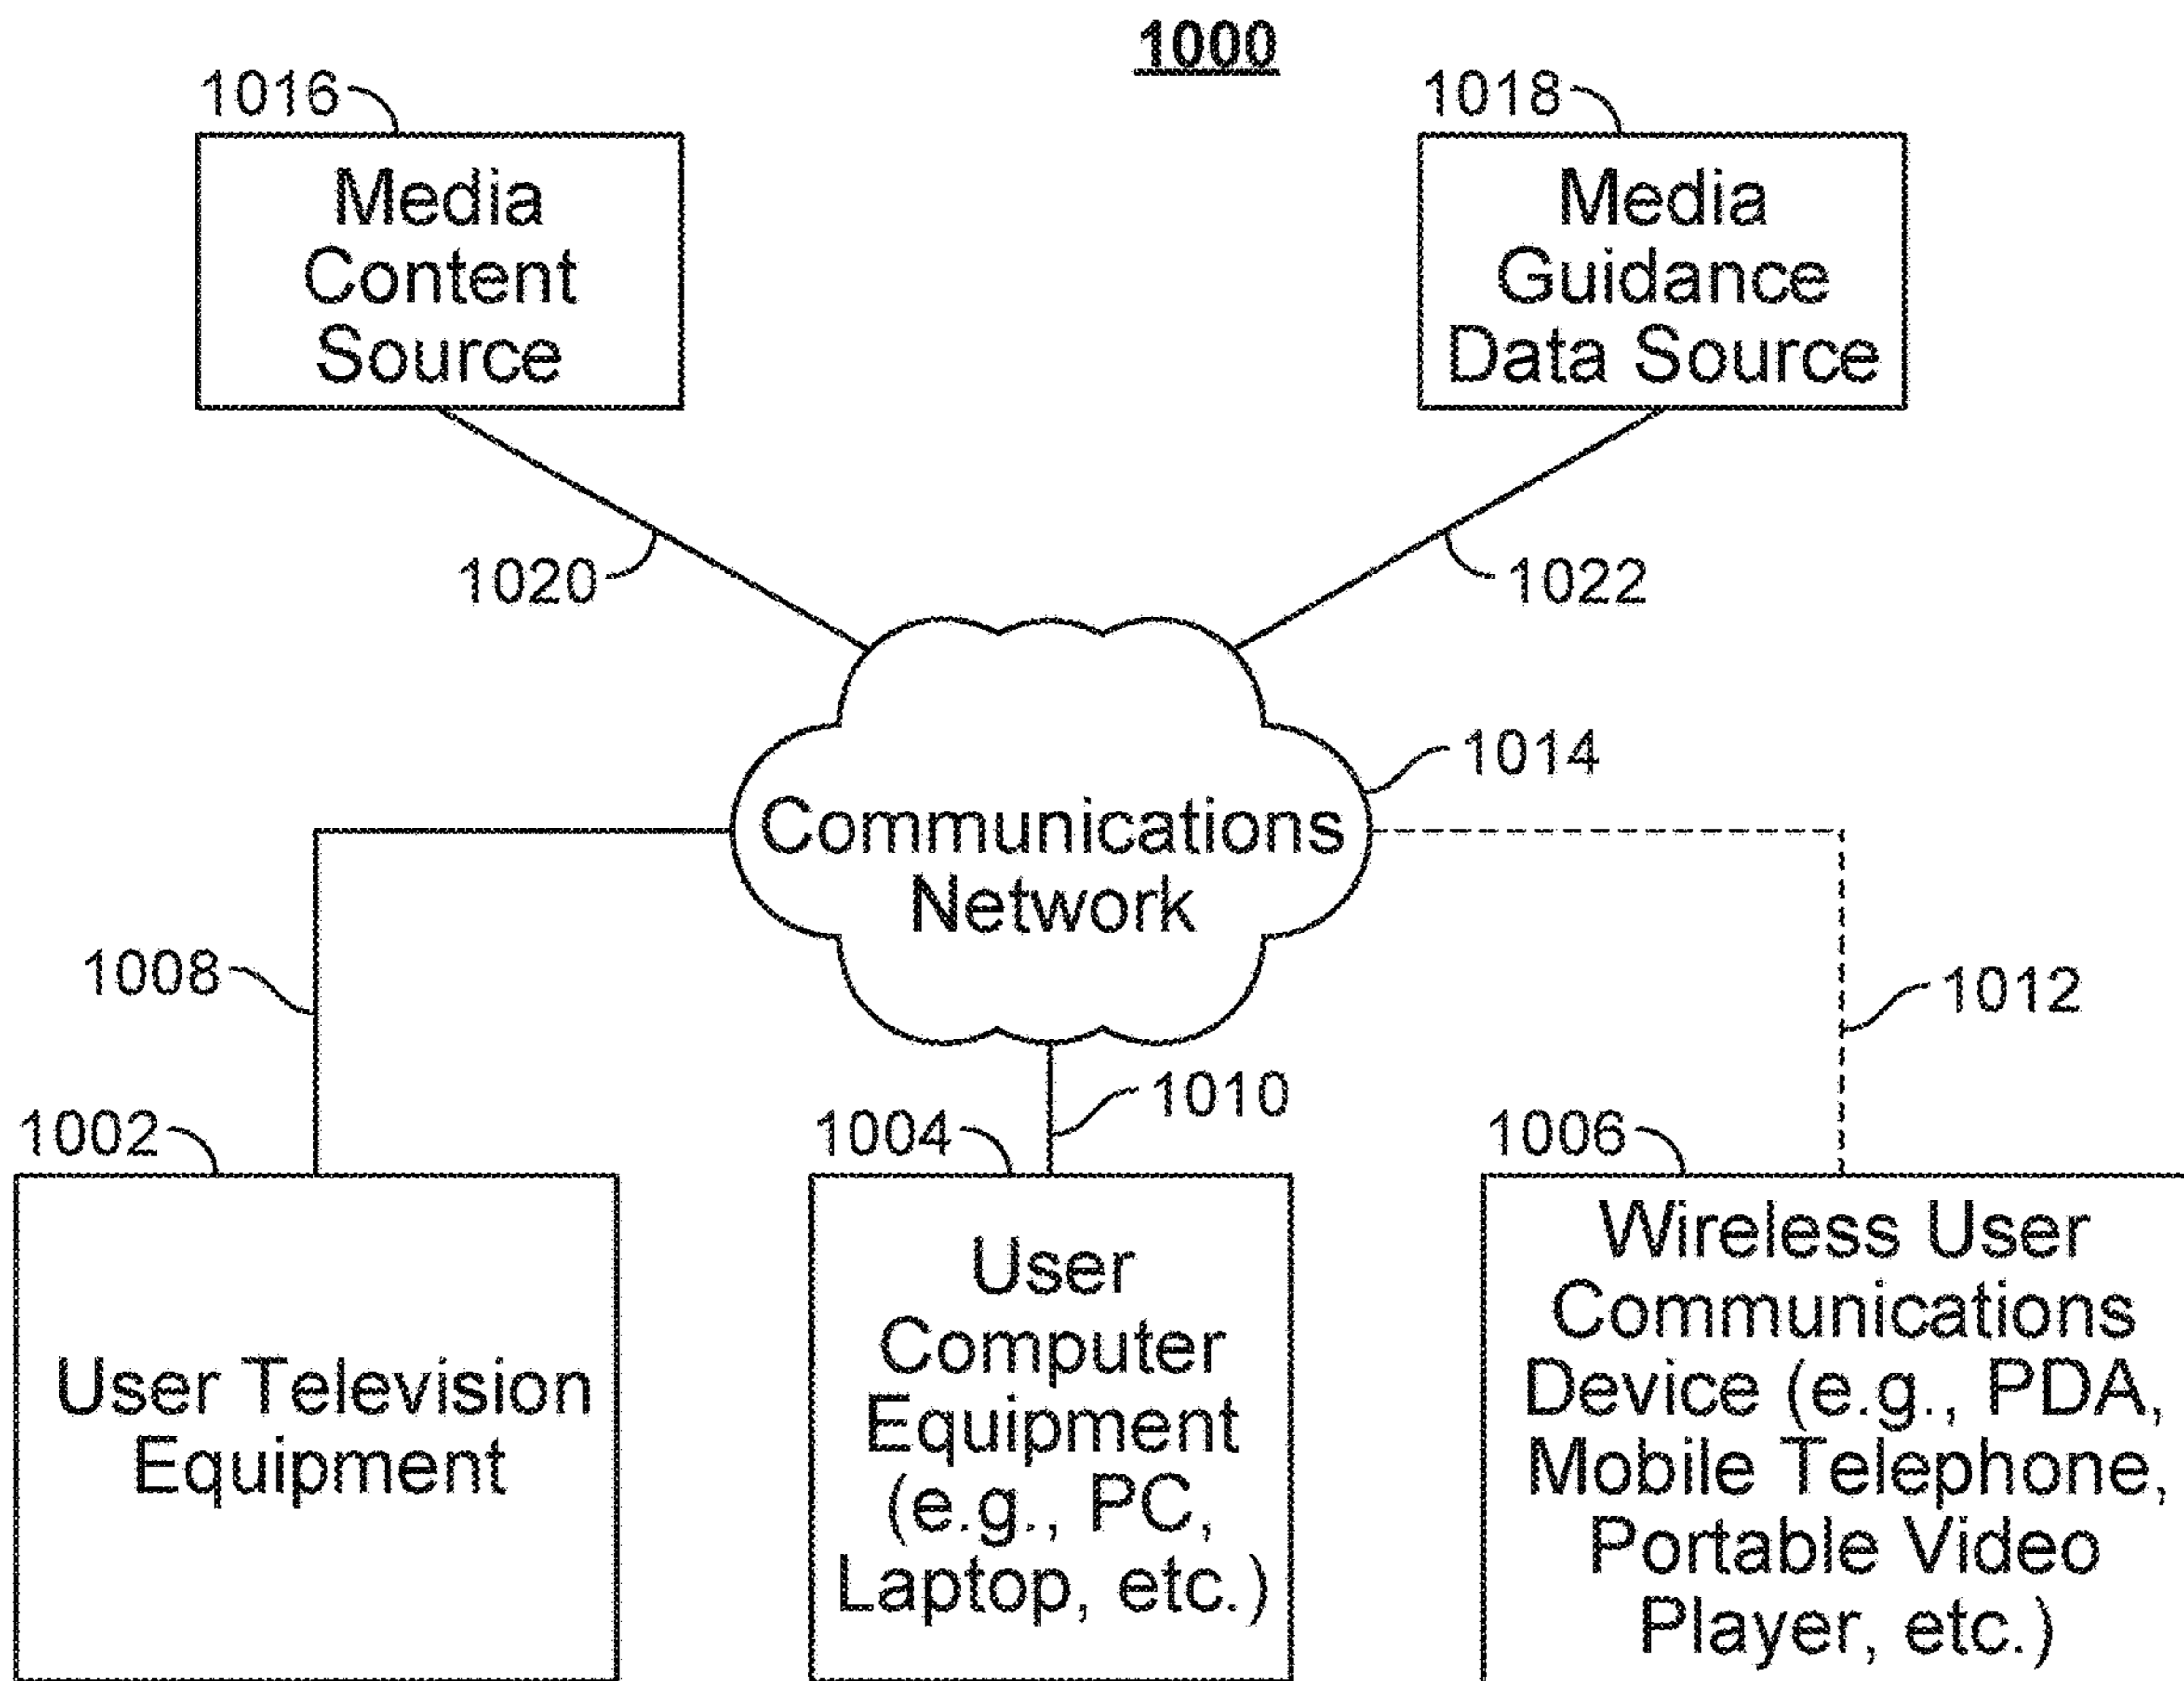 1000
1016
1018
Media
Content
Source
Media
Guidance
Data Source
1020
1022
1014
Communications
Network
1008
1012
1010
1002
1004
1006
User Television
Equipment
User
Computer
Equipment
(e.g., PC,
Laptop, etc.)
Wireless User
Communications
Device (e.g., PDA,
Mobile Telephone,
Portable Video
Player, etc.)